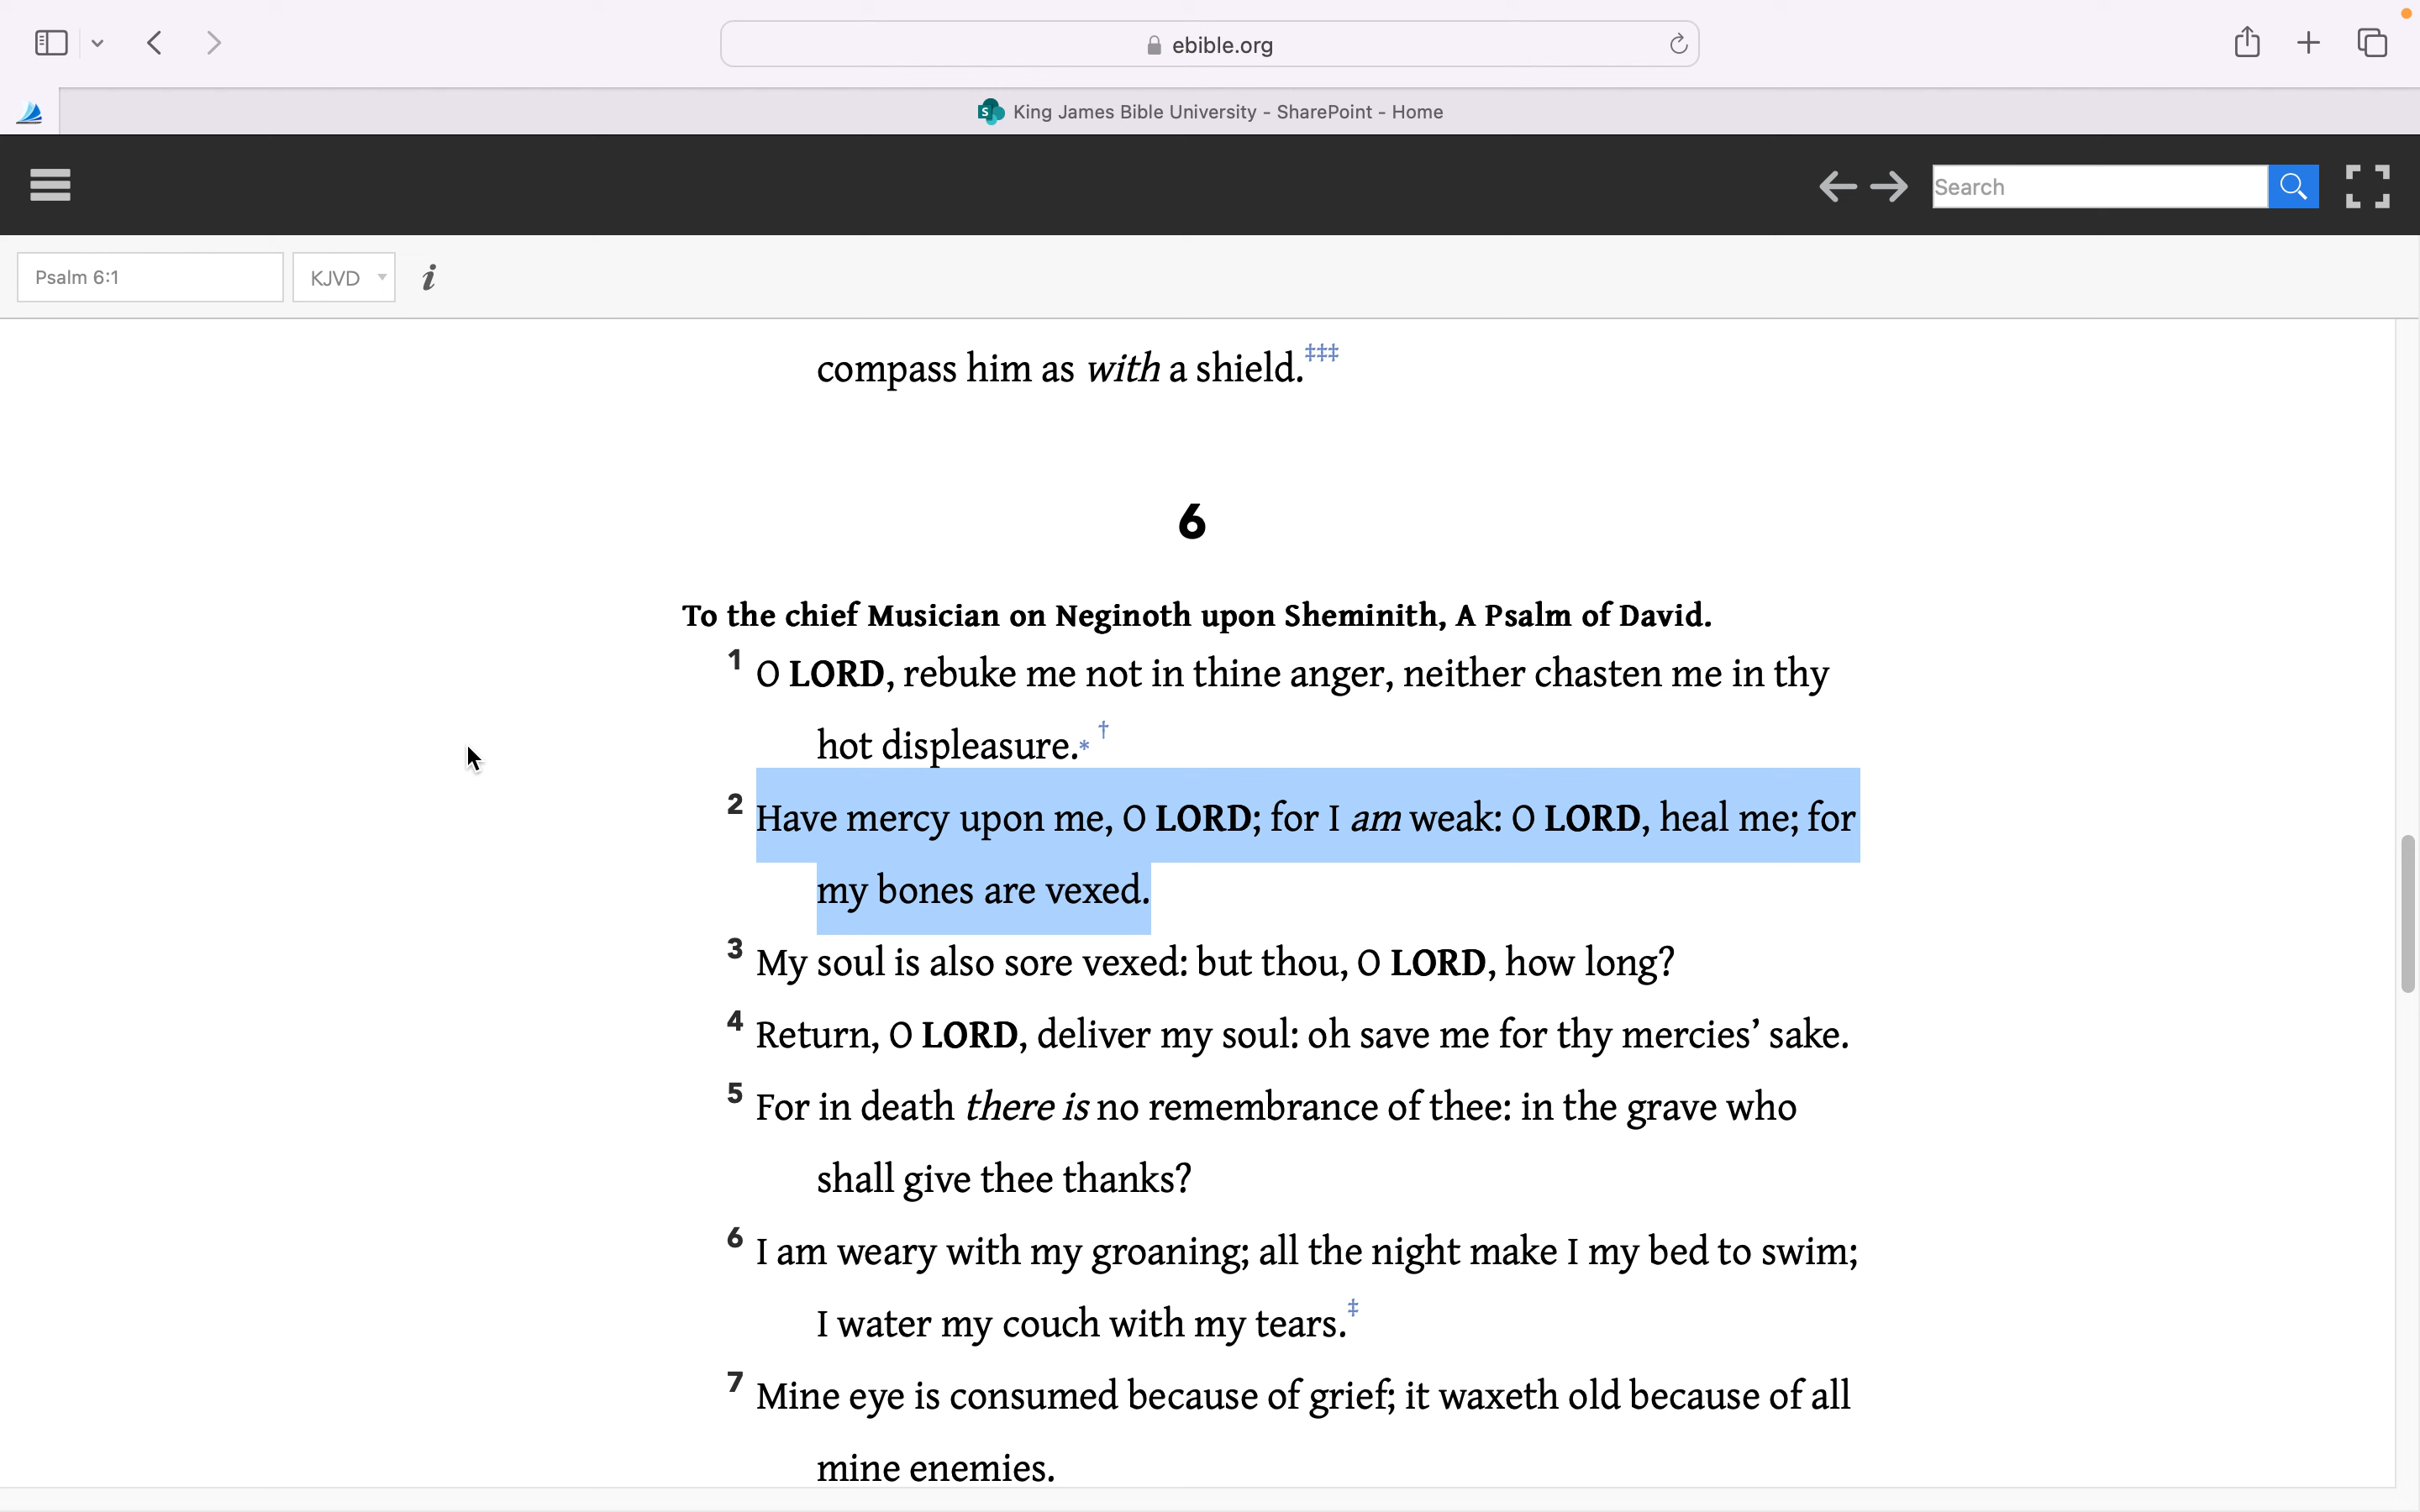 ebible.org
King James Bible University - SharePoint - Home
Search
Psalm 6:1
KJVD
compass him as with a shield.‡‡‡
6
To the chief Musician on Neginoth upon Sheminith, A Psalm of David.
1 O LORD, rebuke me not in thine anger, neither chasten me in thy
hot displeasure.* †
2 Have mercy upon me, O LORD; for I am weak: O LORD, heal me; for
my bones are vexed.
3 My soul is also sore vexed: but thou, O LORD, how long?
4 Return, O LORD, deliver my soul: oh save me for thy mercies’ sake.
5 For in death there is no remembrance of thee: in the grave who
shall give thee thanks?
6 I am weary with my groaning; all the night make I my bed to swim;
I water my couch with my tears.‡
7 Mine eye is consumed because of grief; it waxeth old because of all
mine enemies.